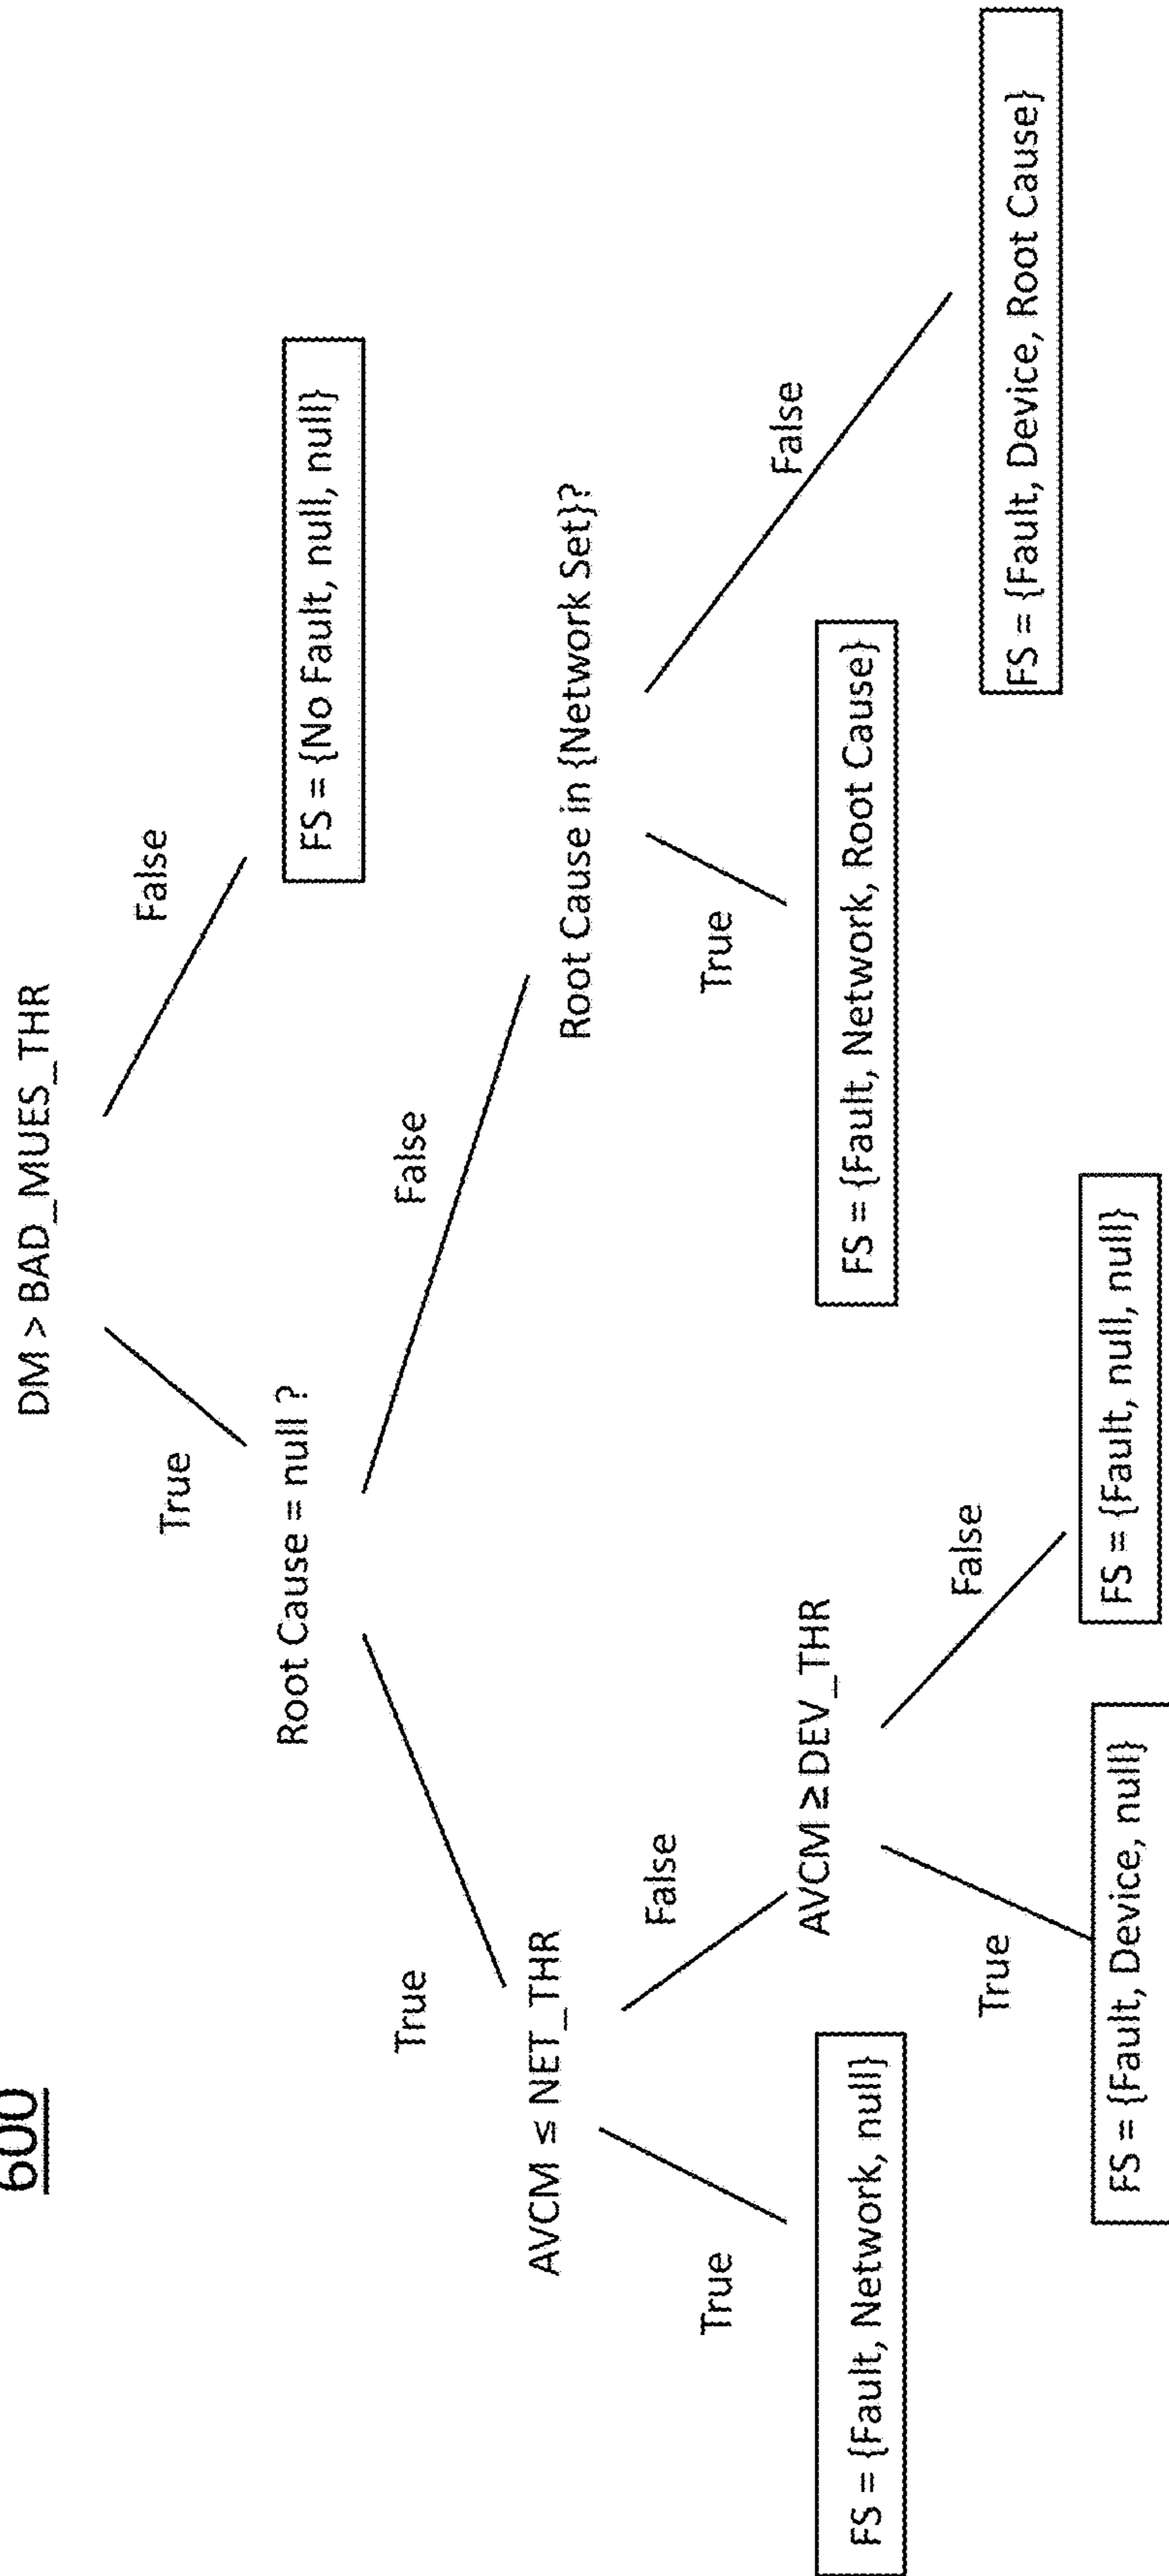 600
DM > BAD_MUES_THR
True
False
Root Cause = null ?
FS = {No Fault, null, null}
True
False
AVCM ≤ NET_THR
Root Cause in {Network Set}?
True
False
True
False
FS = {Fault, Network, null}
AVCM ≥ DEV_THR
FS = {Fault, Network, Root Cause}
True
False
FS = {Fault, Device, Root Cause}
FS = {Fault, Device, null}
FS = {Fault, null, null}